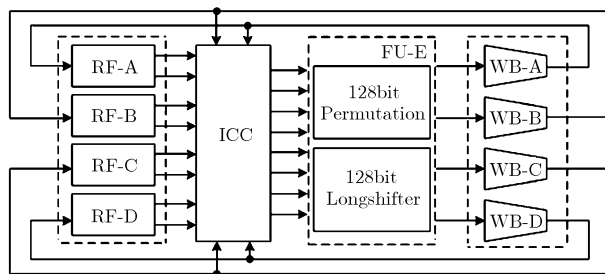 FU-E
RF-A
RF-B
RF-C
RF-D
ICC
128bit
Permutation
128bit
Longshifter
WB-A
WB-B
WB-C
WB-D